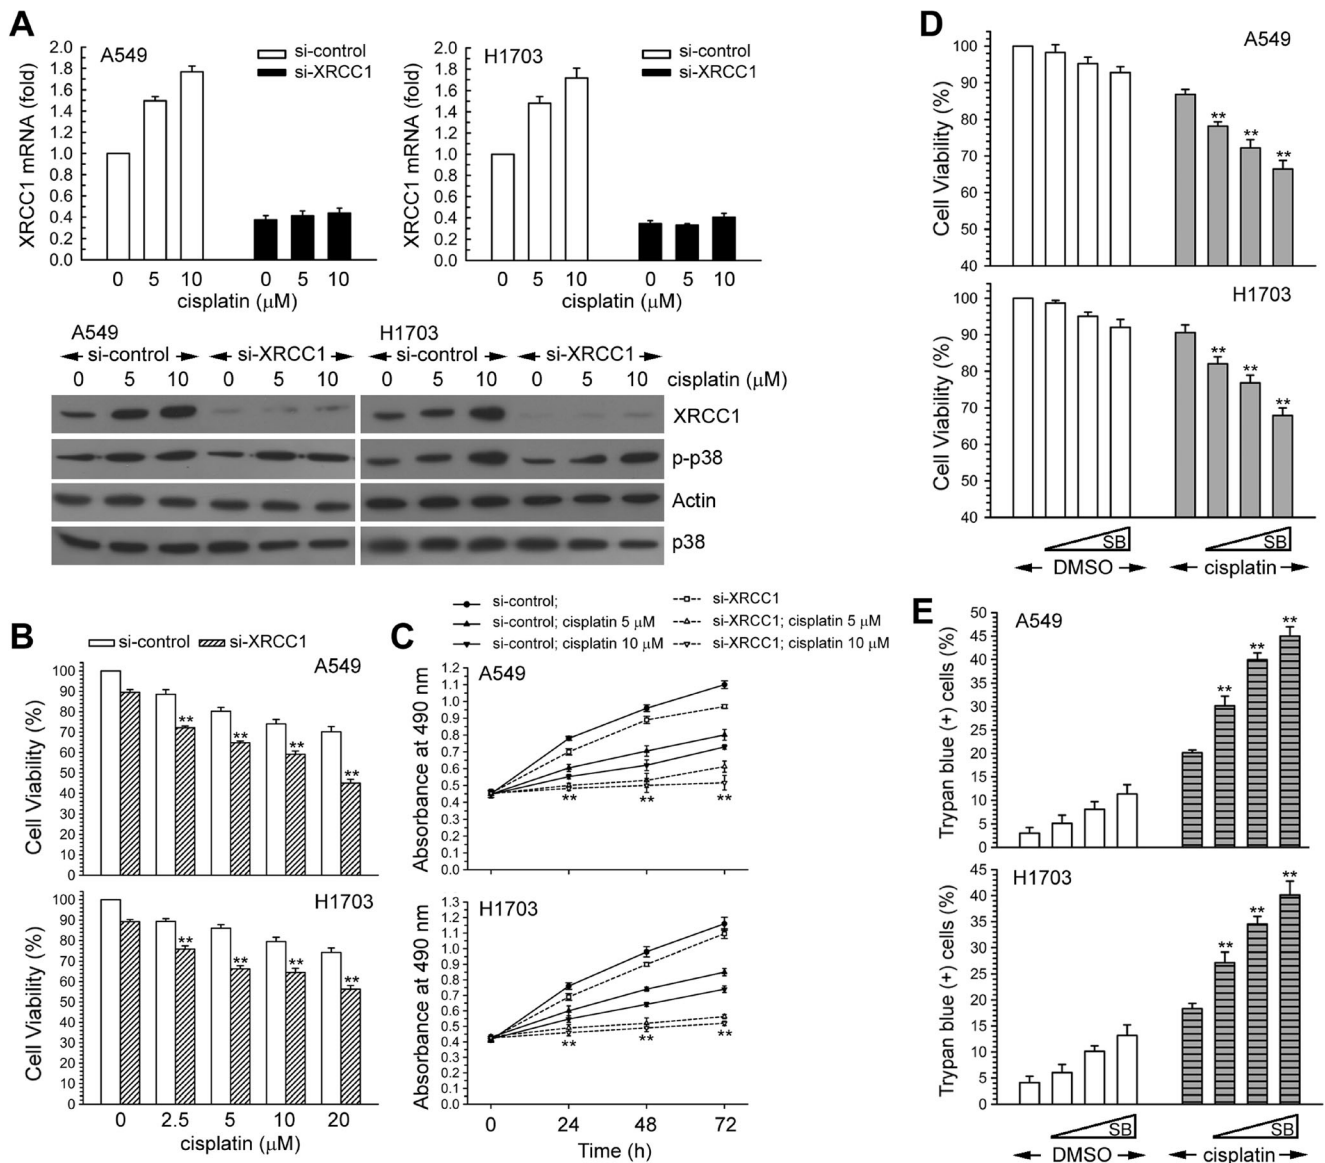 A
A549
si-control
si-XRCC1
XRCC1 mRNA (fold)
2.0
1.8
1.6
1.4
1.2
1.0
0.8
0.6
0.4
0.2
0.0
0 5 10 0 5 10
cisplatin (μM)
H1703
si-control
si-XRCC1
XRCC1 mRNA (fold)
2.0
1.8
1.6
1.4
1.2
1.0
0.8
0.6
0.4
0.2
0.0
0 5 10 0 5 10
cisplatin (μM)
A549 H1703
si-control si-XRCC1 si-control si-XRCC1
0 5 10 0 5 10 0 5 10 0 5 10 cisplatin (μM)
XRCC1
p-p38
Actin
p38
B
si-control si-XRCC1
A549
Cell Viability (%)
100
90
80
70
60
50
40
30
20
10
0
** ** ** **
H1703
Cell Viability (%)
100
90
80
70
60
50
40
30
20
10
0
** ** ** **
0 2.5 5 10 20
cisplatin (μM)
C
si-control; si-XRCC1
si-control; cisplatin 5 μM si-XRCC1; cisplatin 5 μM
si-control; cisplatin 10 μM si-XRCC1; cisplatin 10 μM
A549
Absorbance at 490 nm
1.2
1.1
1.0
0.9
0.8
0.7
0.6
0.5
0.4
0.3
0.2
0.1
0.0
** ** **
H1703
Absorbance at 490 nm
1.3
1.2
1.1
1.0
0.9
0.8
0.7
0.6
0.5
0.4
0.3
0.2
0.1
0.0
** ** **
0 24 48 72
Time (h)
D
A549
Cell Viability (%)
100
90
80
70
60
50
40
** ** **
H1703
Cell Viability (%)
100
90
80
70
60
50
40
** ** **
SB SB
DMSO cisplatin
E
A549
Trypan blue (+) cells (%)
50
45
40
35
30
25
20
15
10
5
0
** ** **
H1703
Trypan blue (+) cells (%)
45
40
35
30
25
20
15
10
5
0
** ** **
SB SB
DMSO cisplatin